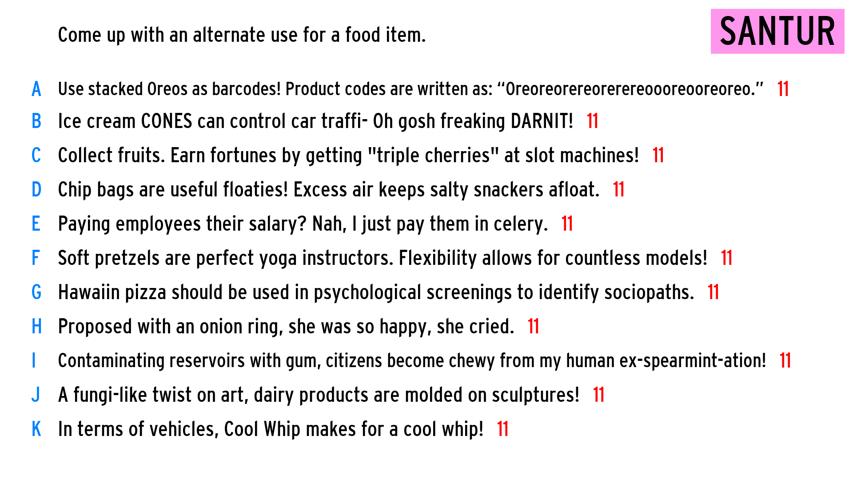 Come up with an alternate use for a food item.
SANTUR
A Use stacked Oreos as barcodes! Product codes are written as: “Oreoreorereorerereoooreooreoreo.” 11
B Ice cream CONES can control car traffi- Oh gosh freaking DARNIT! 11
C Collect fruits. Earn fortunes by getting "triple cherries" at slot machines! 11
D Chip bags are useful floaties! Excess air keeps salty snackers afloat. 11
E Paying employees their salary? Nah, I just pay them in celery. 11
F Soft pretzels are perfect yoga instructors. Flexibility allows for countless models! 11
G Hawaiin pizza should be used in psychological screenings to identify sociopaths. 11
H Proposed with an onion ring, she was so happy, she cried. 11
I Contaminating reservoirs with gum, citizens become chewy from my human ex-spearmint-ation! 11
J A fungi-like twist on art, dairy products are molded on sculptures! 11
K In terms of vehicles, Cool Whip makes for a cool whip! 11